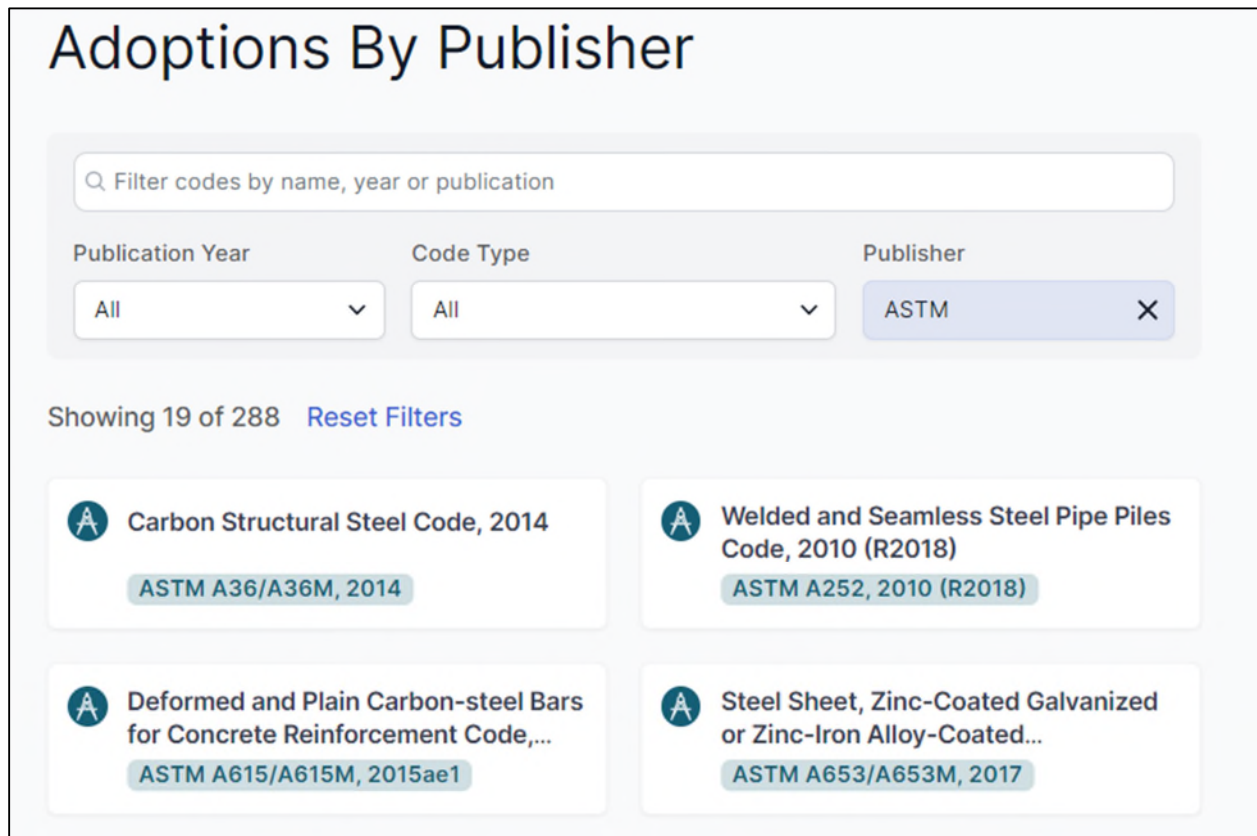 Adoptions By Publisher
Filter codes by name, year or publication
Publication Year
Code Type
Publisher
All
All
ASTM
Showing 19 of 288 Reset Filters
Carbon Structural Steel Code, 2014
ASTM A36/A36M, 2014
Welded and Seamless Steel Pipe Piles
Code, 2010 (R2018)
ASTM A252, 2010 (R2018)
Deformed and Plain Carbon-steel Bars
for Concrete Reinforcement Code,...
ASTM A615/A615M, 2015ae1
Steel Sheet, Zinc-Coated Galvanized
or Zinc-Iron Alloy-Coated...
ASTM A653/A653M, 2017